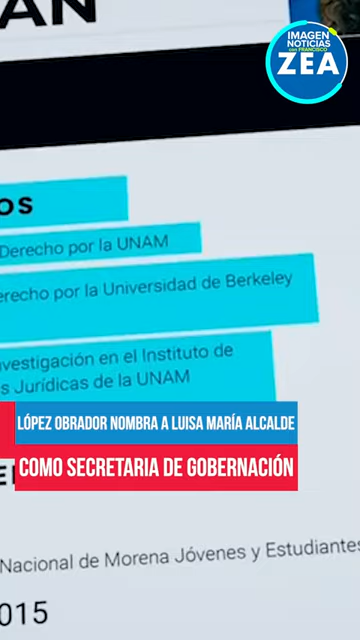 AN
IMAGEN
NOTICIAS
con FRANCISCO
ZEA
OS
Derecho por la UNAM
erecho por la Universidad de Berkeley
nvestigación en el Instituto de
s Jurídicas de la UNAM
LÓPEZ OBRADOR NOMBRA A LUISA MARÍA ALCALDE
COMO SECRETARIA DE GOBERNACIÓN
Nacional de Morena Jóvenes y Estudiantes
015